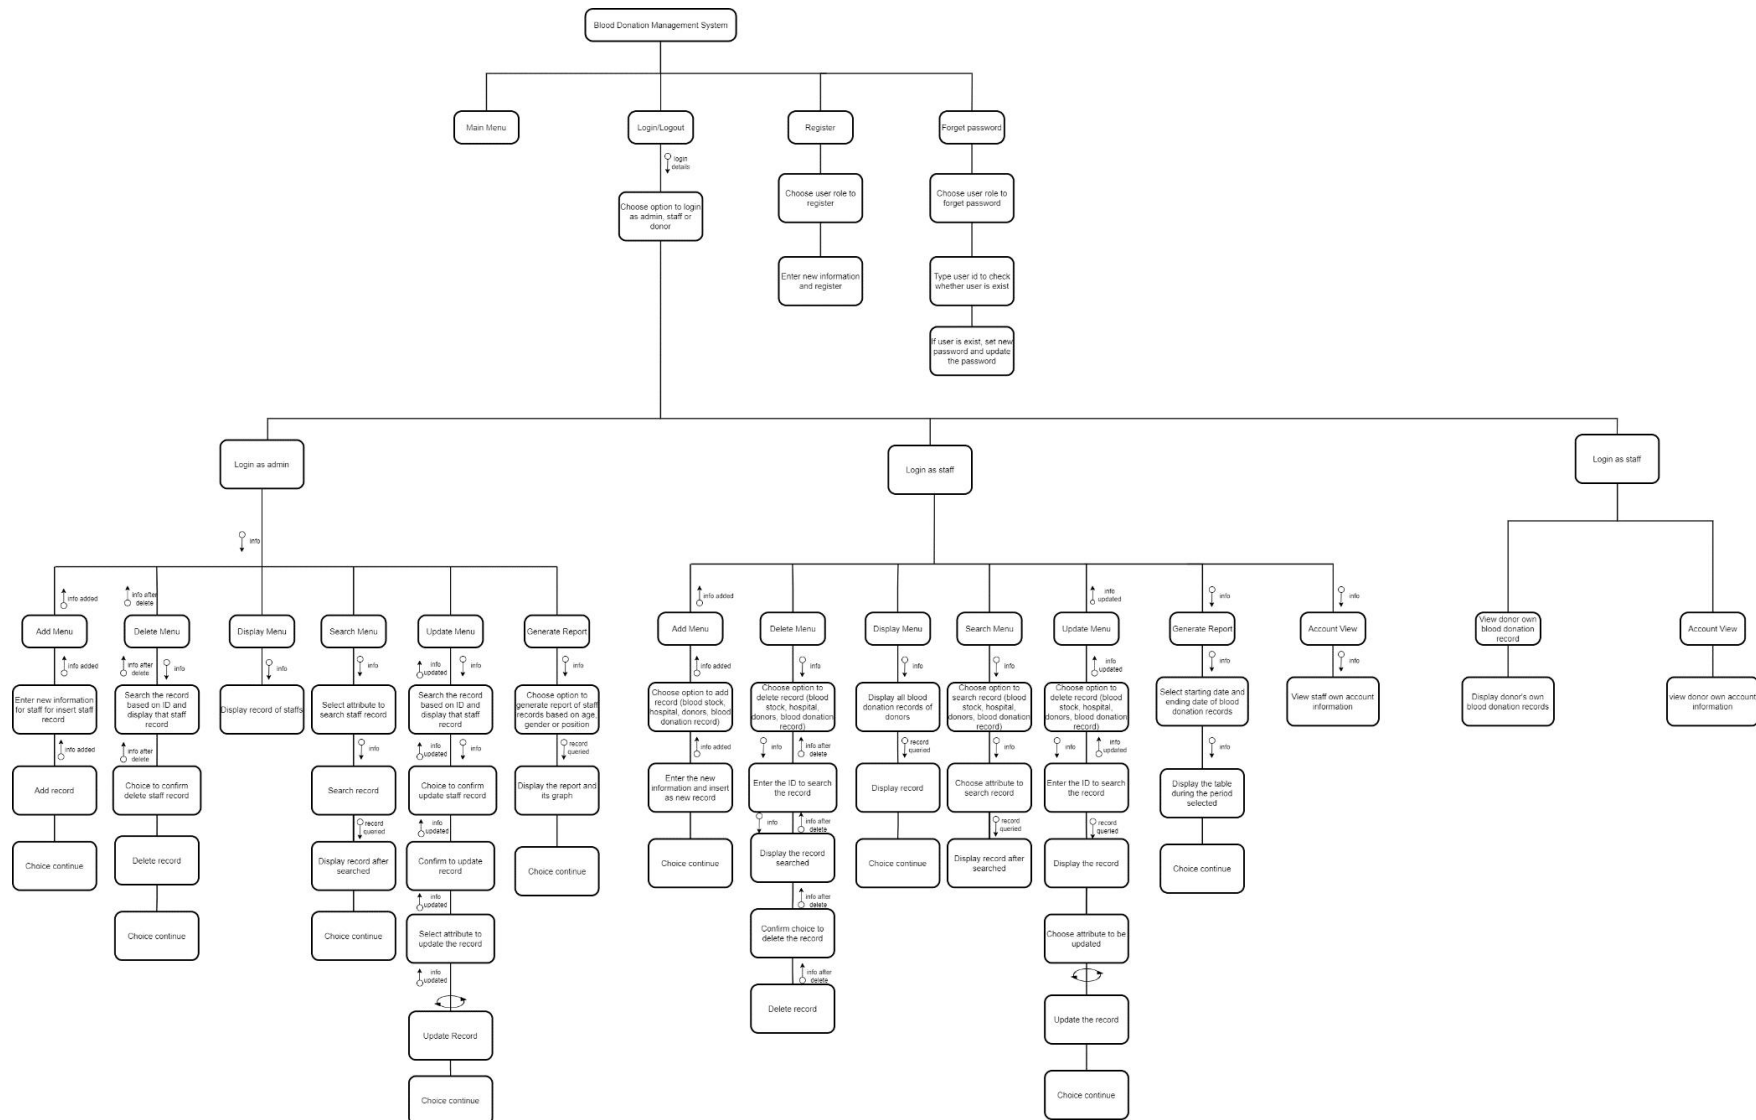 Blood Donation Management System
Main Menu
Login/Logout
Register
Forget password
login
details
Choose option to login
as admin, staff or
donor
Choose user role to
register
Choose user role to
forget password
Enter new information
and register
Type user id to check
whether user is exist
If user is exist, set new
password and update
the password
Login as admin
Login as staff
Login as staff
info
info added
info after
delete
Add Menu
Delete Menu
Display Menu
Search Menu
Update Menu
Generate Report
info added
info after
delete
info
info
info
info
updated
info
info
Enter new information
for staff for insert staff
record
Search the record
based on ID and
display that staff
record
Display record of staffs
Select attribute to
search staff record
Search the record
based on ID and
display that staff
record
Choose option to
generate report of staff
records based on age,
gender or position
info added
info after
delete
info
info
updated
info
record
queried
Add record
Choice to confirm
delete staff record
Search record
Choice to confirm
update staff record
Display the report and
its graph
record
queried
info
updated
Choice continue
Delete record
Display record after
searched
Confirm to update
record
Choice continue
info
updated
Choice continue
Choice continue
Select attribute to
update the record
info
updated
Update Record
Choice continue
info added
info
updated
info
info
Add Menu
Delete Menu
Display Menu
Search Menu
Update Menu
Generate Report
Account View
info added
info
info
info
info
updated
info
info
Choose option to add
record (blood stock,
hospital, donors, blood
donation record)
Choose option to
delete record (blood
stock, hospital,
donors, blood donation
record)
Display all blood
donation records of
donors
Choose option to
search record (blood
stock, hospital,
donors, blood donation
record)
Choose option to
delete record (blood
stock, hospital,
donors, blood donation
record)
Select starting date and
ending date of blood
donation records
View staff own account
information
info added
info
info after
delete
record
queried
info
info
info
updated
info
Enter the new
information and insert
as new record
Enter the ID to search
the record
Display record
Choose attribute to
search record
Enter the ID to search
the record
Display the table
during the period
selected
info
info after
delete
record
queried
record
queried
Choice continue
Display the record
searched
Choice continue
Display record after
searched
Display the record
Choice continue
info after
delete
Confirm choice to
delete the record
Choose attribute to be
updated
info after
delete
Delete record
Update the record
Choice continue
View donor own
blood donation
record
Account View
Display donor's own
blood donation records
view donor own account
information